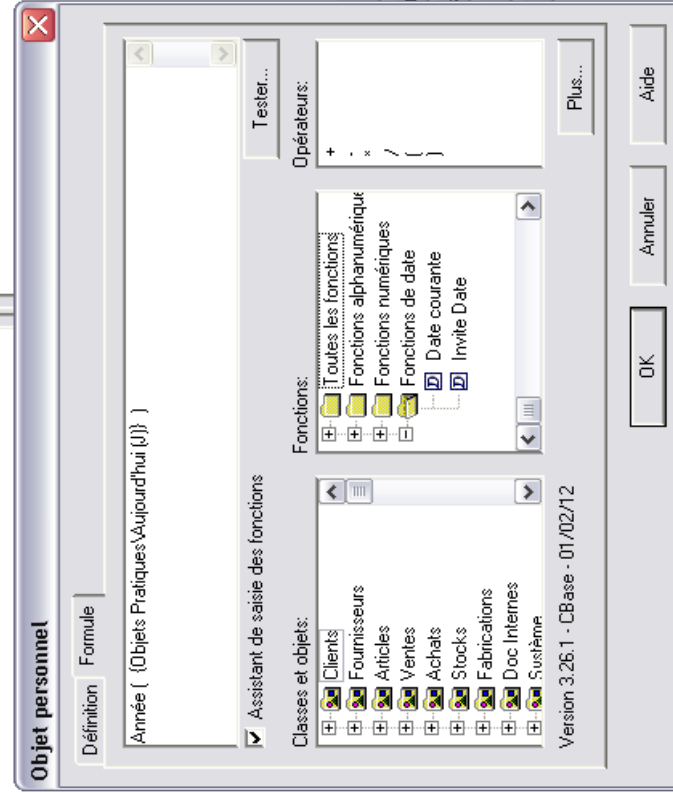 Objet personnel
Définition
Formule
Année ( {Objets Pratiques\Aujourd'hui (J)} )
Assistant de saisie des fonctions
Tester...
Classes et objets:
Clients
Fournisseurs
Articles
Ventes
Achats
Stocks
Fabrications
Doc Internes
Système
Fonctions:
Toutes les fonctions
Fonctions alphanumérique
Fonctions numériques
Fonctions de date
Date courante
Invite Date
Opérateurs:
+
-
*
/
(
)
Version 3.26.1 - CBase - 01/02/12
Plus...
OK
Annuler
Aide